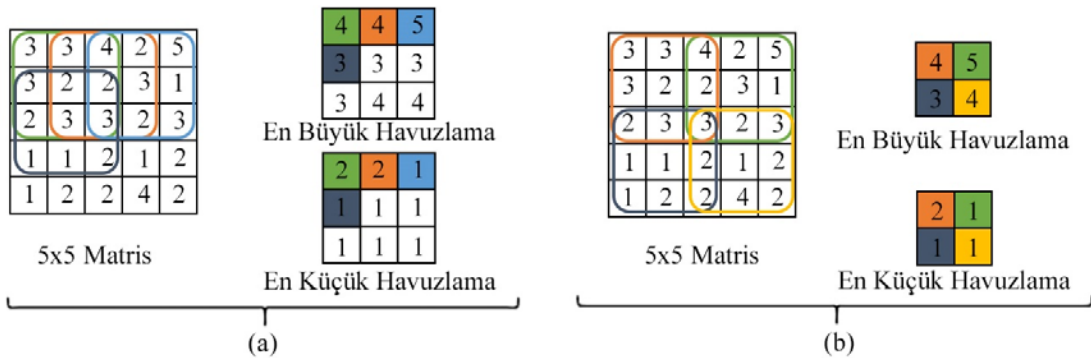 3 3 4 2 5
3 2 2 3 1
2 3 3 2 3
1 1 2 1 2
1 2 2 4 2
5x5 Matris
4 4 5
3 3 3
3 4 4
En Büyük Havuzlama
2 2 1
1 1 1
1 1 1
En Küçük Havuzlama
(a)
3 3 4 2 5
3 2 2 3 1
2 3 3 2 3
1 1 2 1 2
1 2 2 4 2
5x5 Matris
4 5
3 4
En Büyük Havuzlama
2 1
1 1
En Küçük Havuzlama
(b)